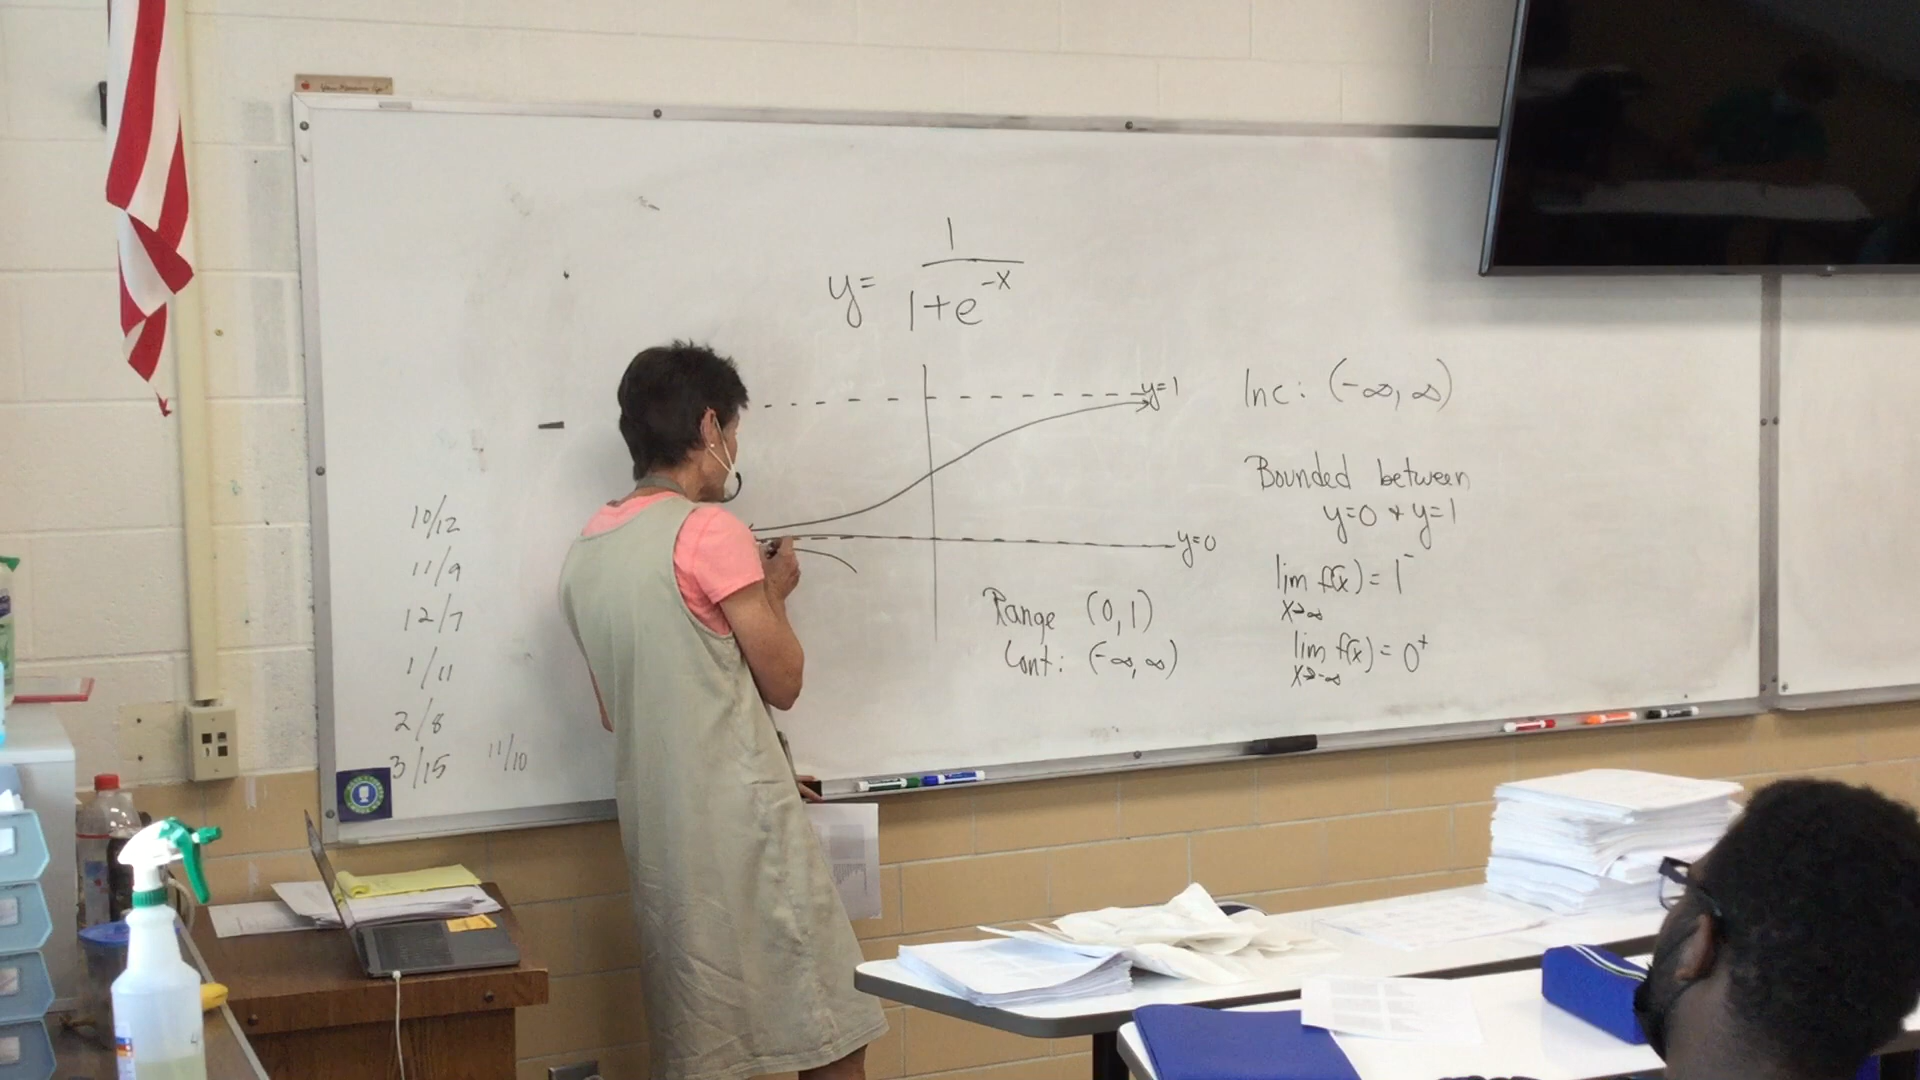 y = 1/(1+e^-x)
y=1
y=0
Inc: (-∞, ∞)
Bounded between
y=0 + y=1
lim f(x) = 1⁻
x→∞
lim f(x) = 0⁺
x→-∞
Range (0, 1)
Cont: (-∞, ∞)
10/12
11/9
12/7
1/11
2/8
3/15 11/10